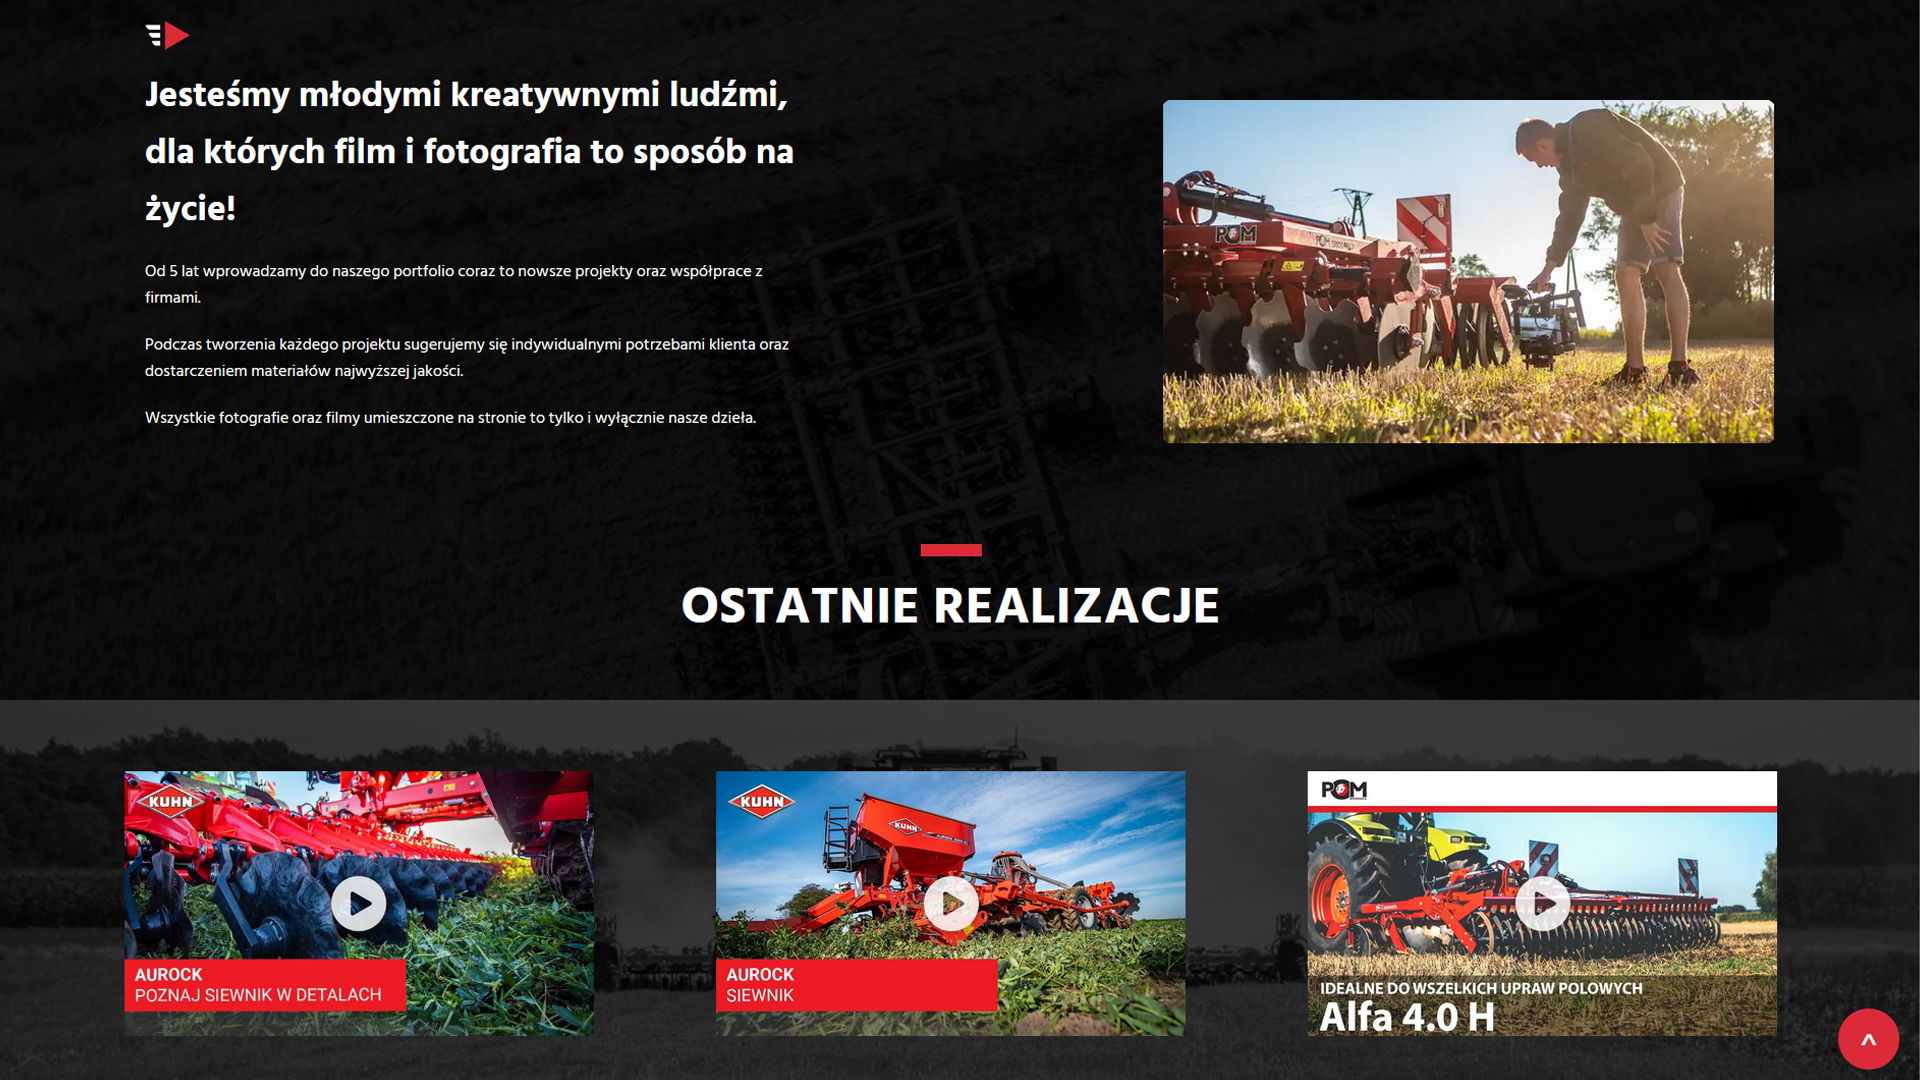 Jesteśmy młodymi kreatywnymi ludźmi,
dla których film i fotografia to sposób na
życie!
Od 5 lat wprowadzamy do naszego portfolio coraz to nowsze projekty oraz współprace z
firmami.
Podczas tworzenia każdego projektu sugerujemy się indywidualnymi potrzebami klienta oraz
dostarczeniem materiałów najwyższej jakości.
Wszystkie fotografie oraz filmy umieszczone na stronie to tylko i wyłącznie nasze dzieła.
POM
POM
OSTATNIE REALIZACJE
KUHN
AUROCK
POZNAJ SIEWNIK W DETALACH
KUHN
KUHN
AUROCK
SIEWNIK
POM
IDEALNE DO WSZELKICH UPRAW POLOWYCH
Alfa 4.0 H